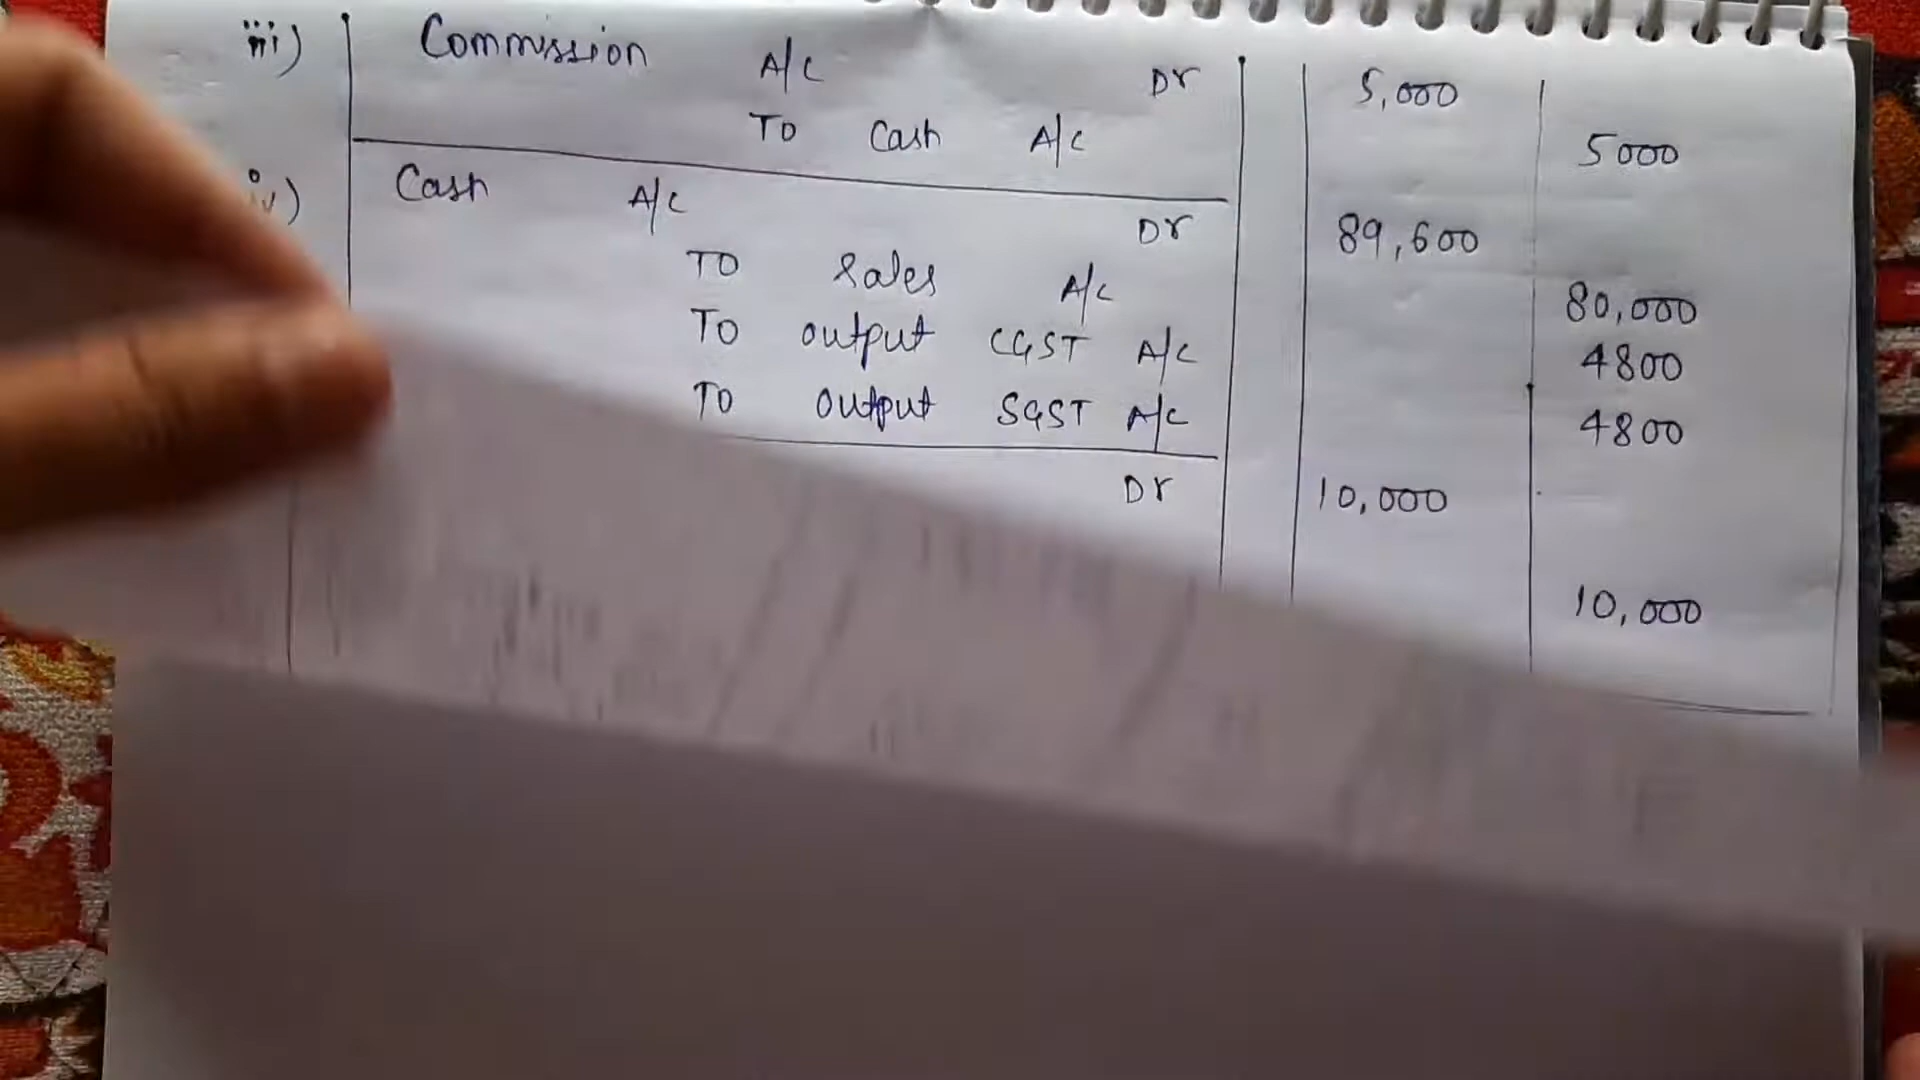 iii) Commission A/C Dr 5,000
To Cash A/C 5000
iv) Cash A/C Dr 89,600
To Sales A/C 80,000
To output CGST A/C 4800
To output SGST A/C 4800
Dr 10,000
10,000